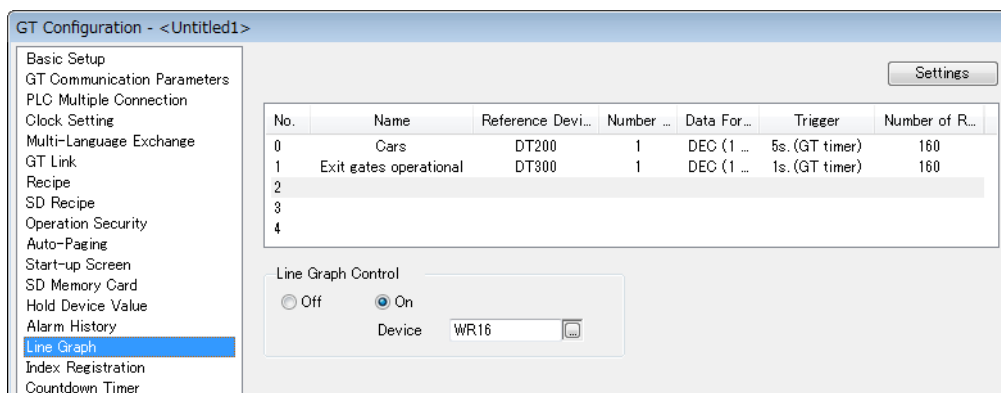 GT Configuration - <Untitled1>
Basic Setup
GT Communication Parameters
PLC Multiple Connection
Clock Setting
Multi-Language Exchange
GT Link
Recipe
SD Recipe
Operation Security
Auto-Paging
Start-up Screen
SD Memory Card
Hold Device Value
Alarm History
Line Graph
Index Registration
Countdown Timer
Settings
No. Name Reference Devi... Number ... Data For... Trigger Number of R...
0 Cars DT200 1 DEC (1 ... 5s. (GT timer) 160
1 Exit gates operational DT300 1 DEC (1 ... 1s. (GT timer) 160
2
3
4
Line Graph Control
Off On
Device WR16 ...